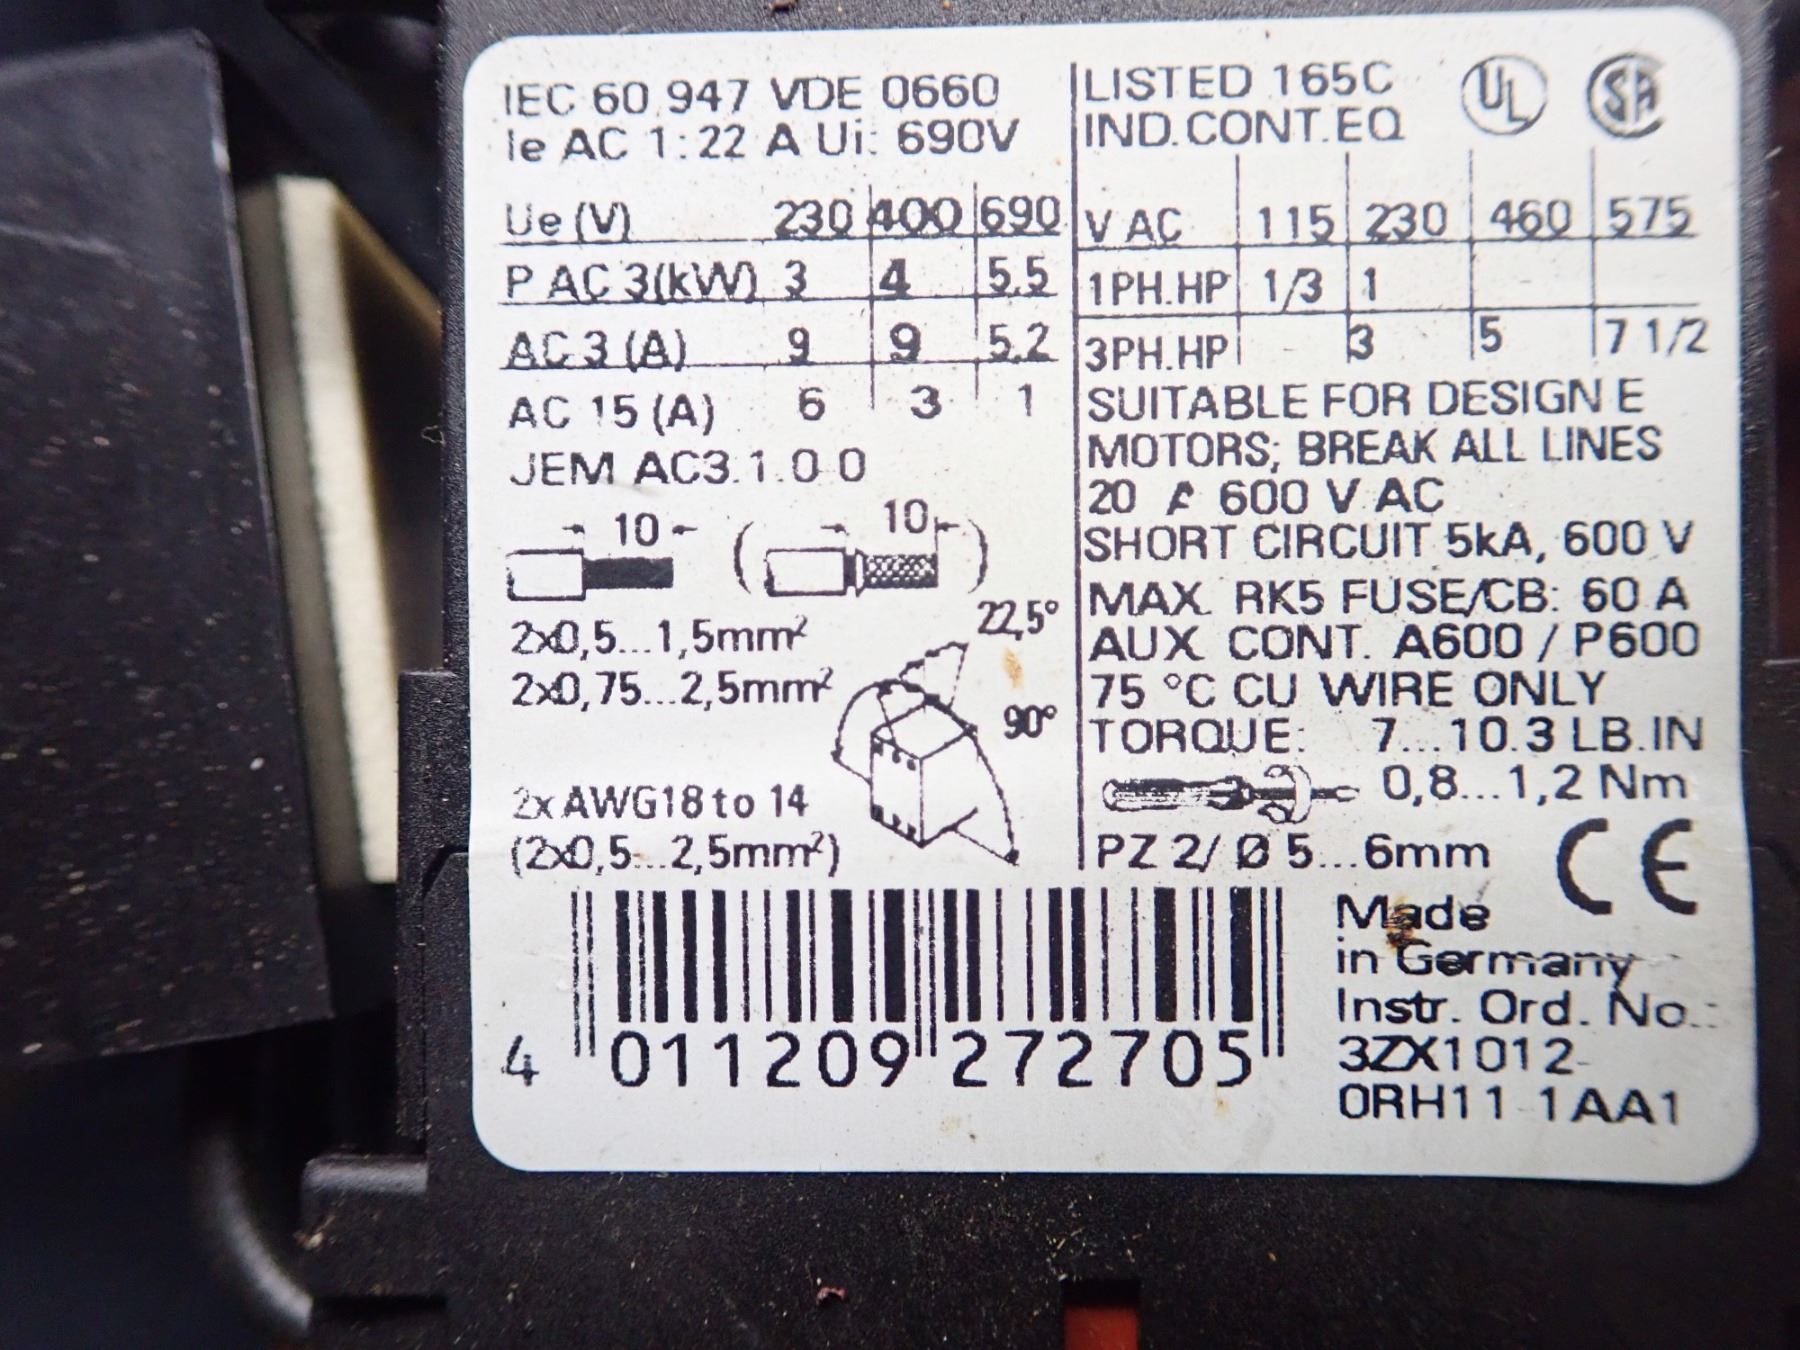 IEC 60 947 VDE 0660
Ie AC 1: 22 A Ui: 690V
Ue (V) 230 400 690
P AC 3(kW) 3 4 5.5
AC 3 (A) 9 9 5.2
AC 15 (A) 6 3 1
JEM AC3.1.0-0
10 (10)
2x0,5...1,5mm²
2x0,75...2,5mm²
22,5°
90°
2x AWG18 to 14
(2x0,5...2,5mm²)
LISTED 165C UL SA
IND.CONT.EQ
V AC 115 230 460 575
1PH.HP 1/3 1
3PH.HP 3 5 7 1/2
SUITABLE FOR DESIGN E
MOTORS; BREAK ALL LINES
20 A 600 V AC
SHORT CIRCUIT 5kA, 600 V
MAX. RK5 FUSE/CB: 60 A
AUX. CONT. A600 / P600
75 °C CU WIRE ONLY
TORQUE: 7...10.3 LB.IN
0,8...1,2 Nm
PZ 2/ Ø 5...6mm
CE
4 011209 272705
Made
in Germany
Instr. Ord. No.:
3ZX1012-
0RH11-1AA1